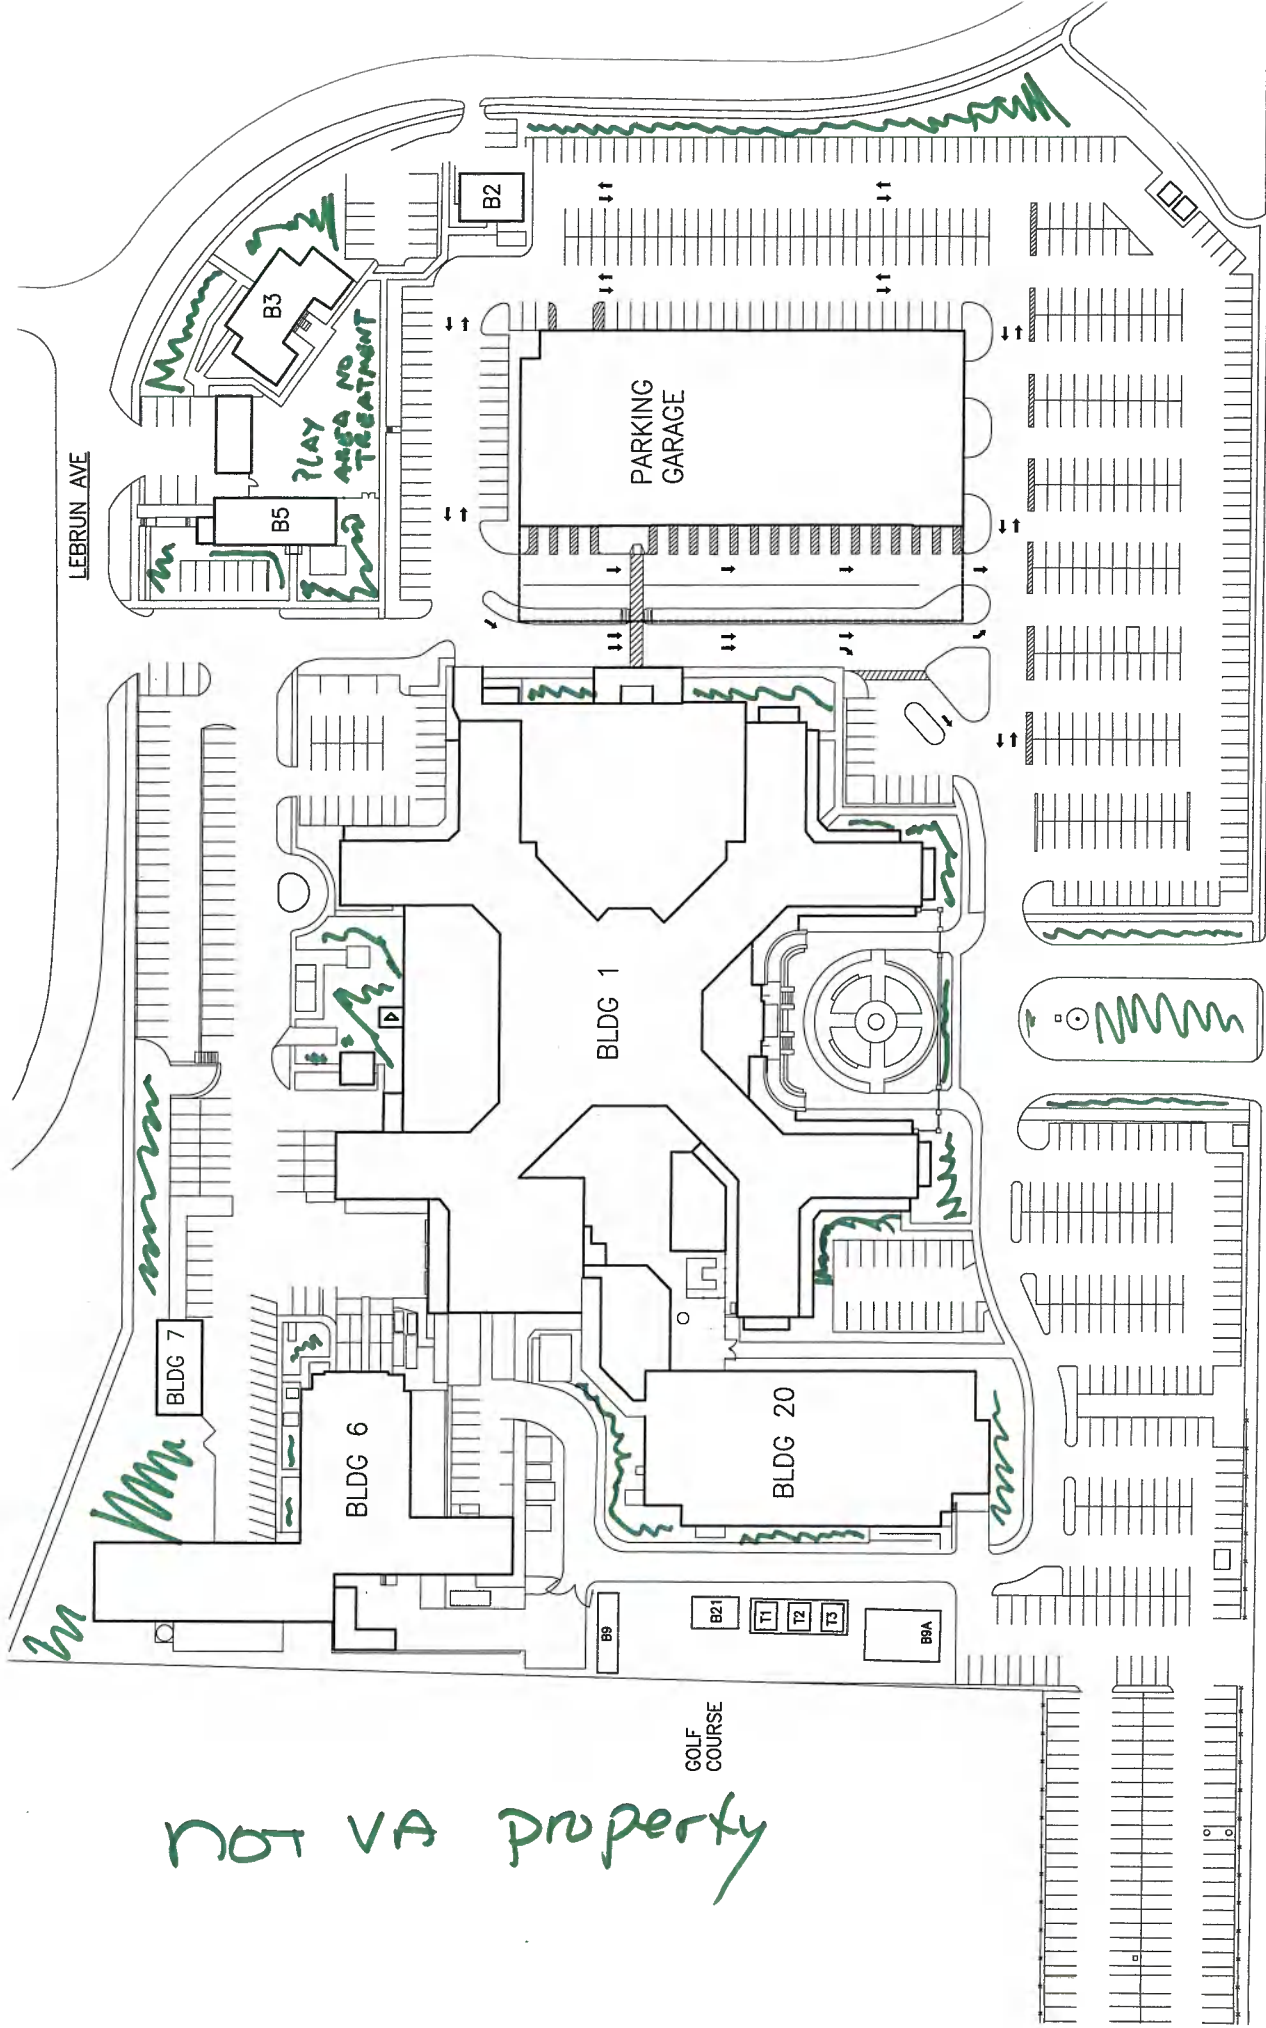 LEBRUN AVE
B2
B3
PLAY
AREA NO
TREATMENT
B5
PARKING
GARAGE
BLDG 1
BLDG 7
BLDG 6
BLDG 20
B9
B21
T1
T2
T3
B9A
GOLF
COURSE
not VA property